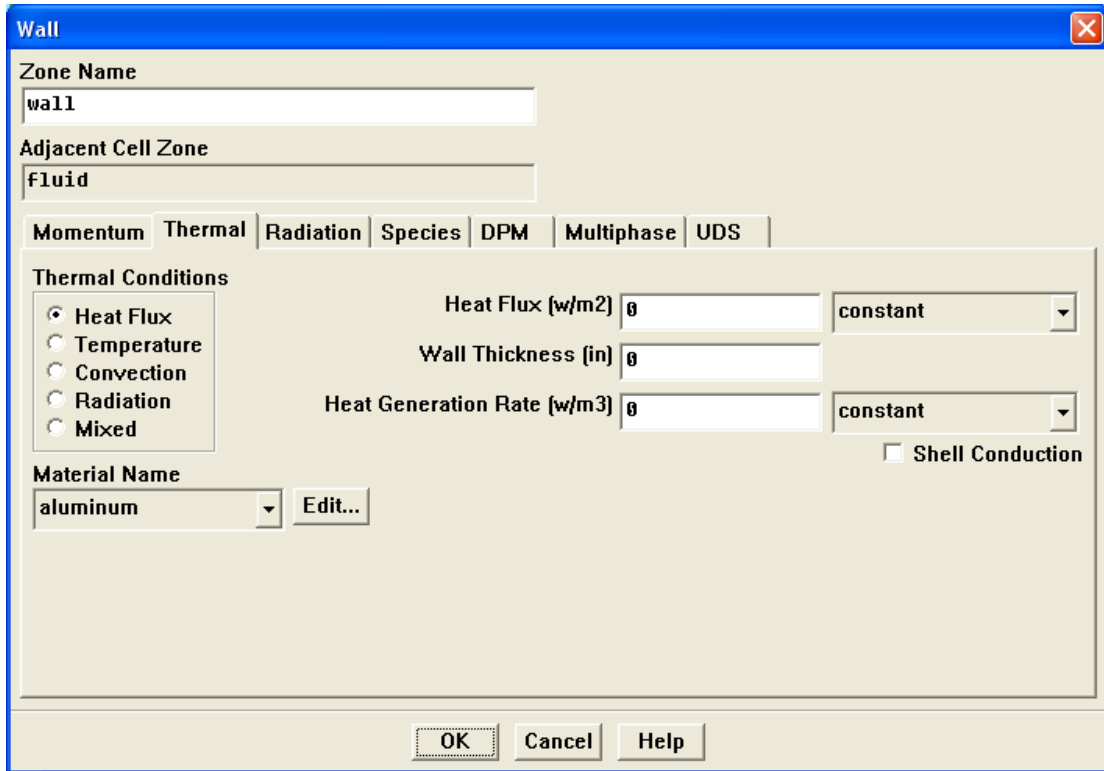 Wall
Zone Name
wall
Adjacent Cell Zone
fluid
Momentum Thermal Radiation Species DPM Multiphase UDS
Thermal Conditions
Heat Flux
Temperature
Convection
Radiation
Mixed
Heat Flux (w/m2) 0 constant
Wall Thickness (in) 0
Heat Generation Rate (w/m3) 0 constant
Shell Conduction
Material Name
aluminum Edit...
OK Cancel Help